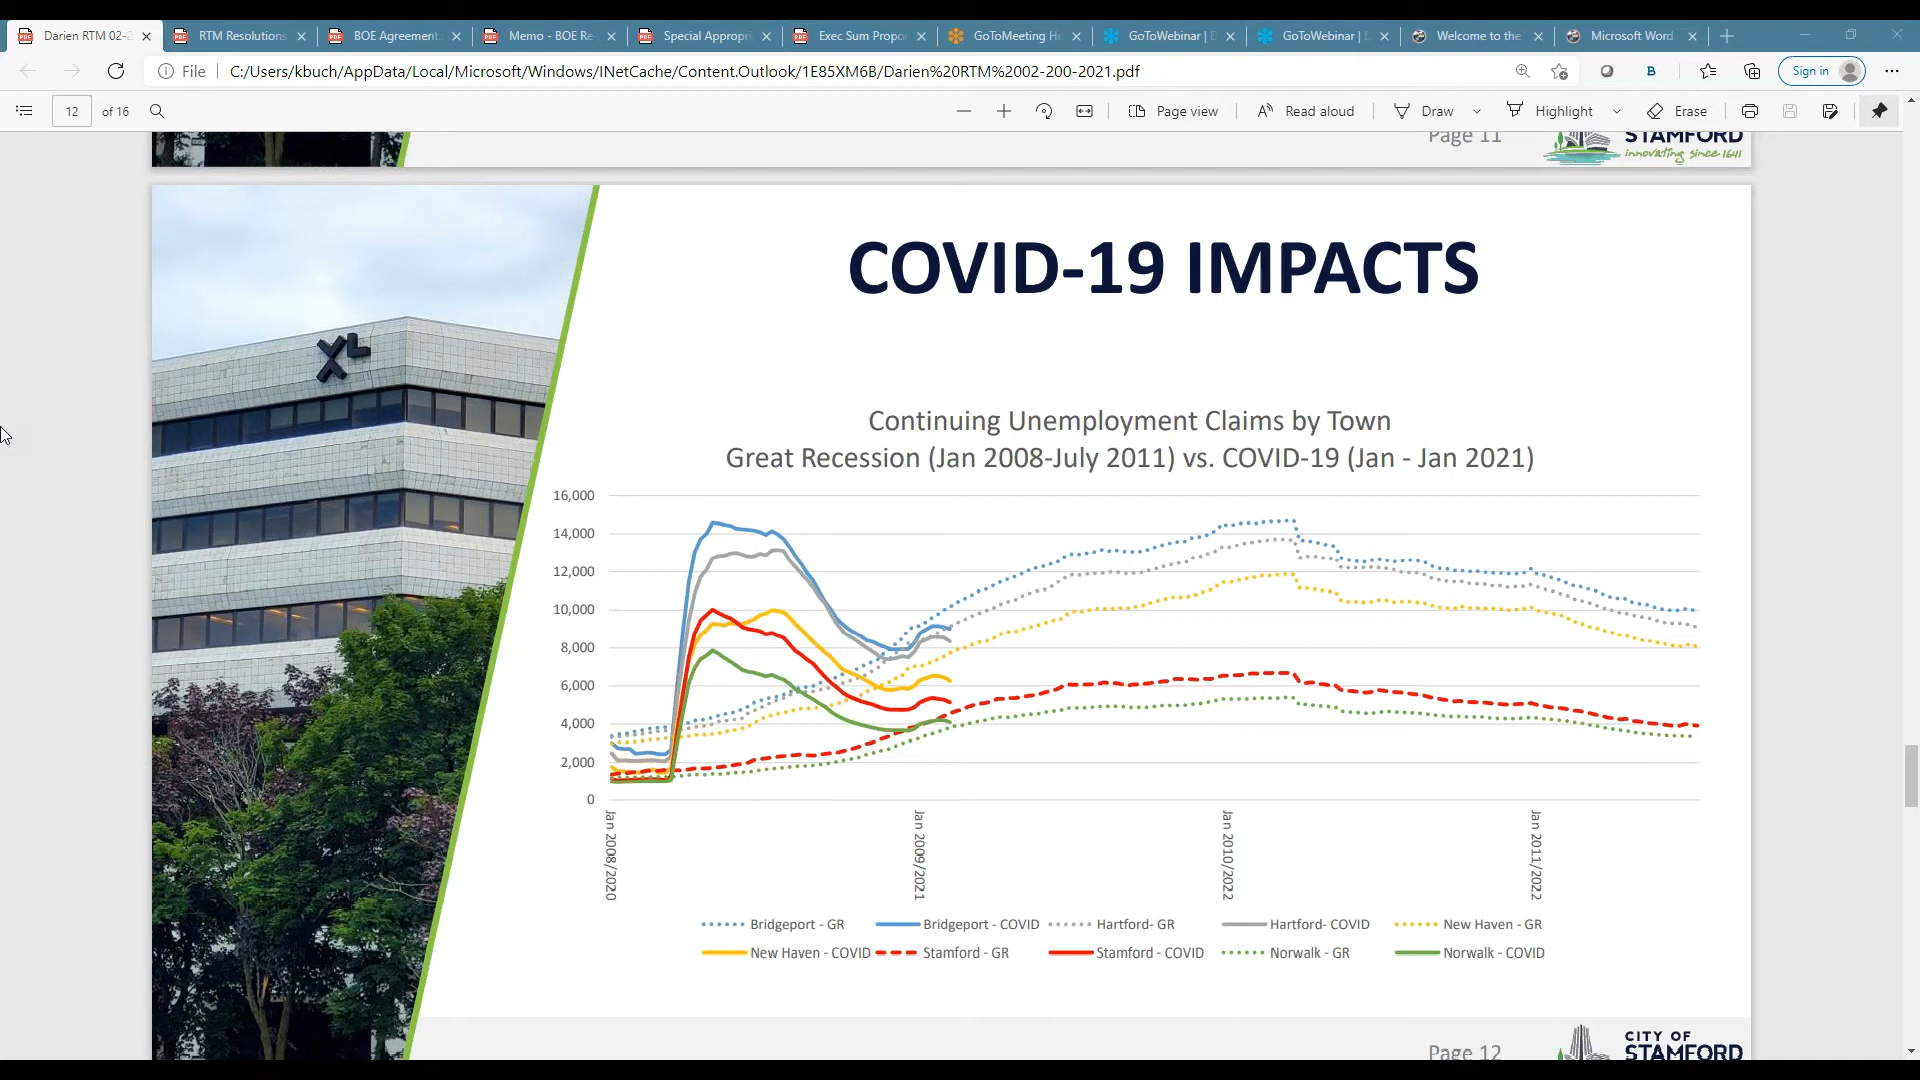 Darien RTM 02-2
RTM Resolutions
BOE Agreement
Memo - BOE Re
Special Appropri
Exec Sum Propo
GoToMeeting Hu
GoToWebinar | D
GoToWebinar | D
Welcome to the
Microsoft Word
File
C:/Users/kbuch/AppData/Local/Microsoft/Windows/INetCache/Content.Outlook/1E85XM6B/Darien%20RTM%2002-200-2021.pdf
B
Sign in
12 of 16
Page view
Read aloud
Draw
Highlight
Erase
Page 11
STAMFORD
innovating since 1641
COVID-19 IMPACTS
XL
Continuing Unemployment Claims by Town
Great Recession (Jan 2008-July 2011) vs. COVID-19 (Jan - Jan 2021)
16,000
14,000
12,000
10,000
8,000
6,000
4,000
2,000
0
Jan 2008/2020
Jan 2009/2021
Jan 2010/2022
Jan 2011/2022
Bridgeport - GR
Bridgeport - COVID
Hartford- GR
Hartford- COVID
New Haven - GR
New Haven - COVID
Stamford - GR
Stamford - COVID
Norwalk - GR
Norwalk - COVID
Page 12
CITY OF
STAMFORD